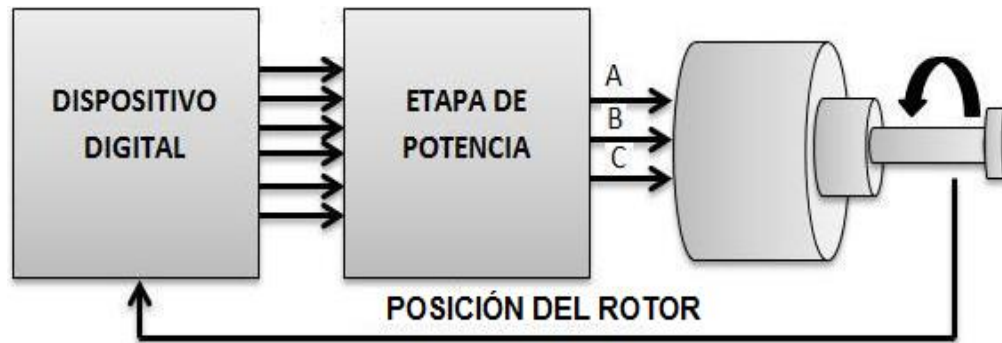 DISPOSITIVO
DIGITAL
ETAPA DE
POTENCIA
A
B
C
POSICIÓN DEL ROTOR